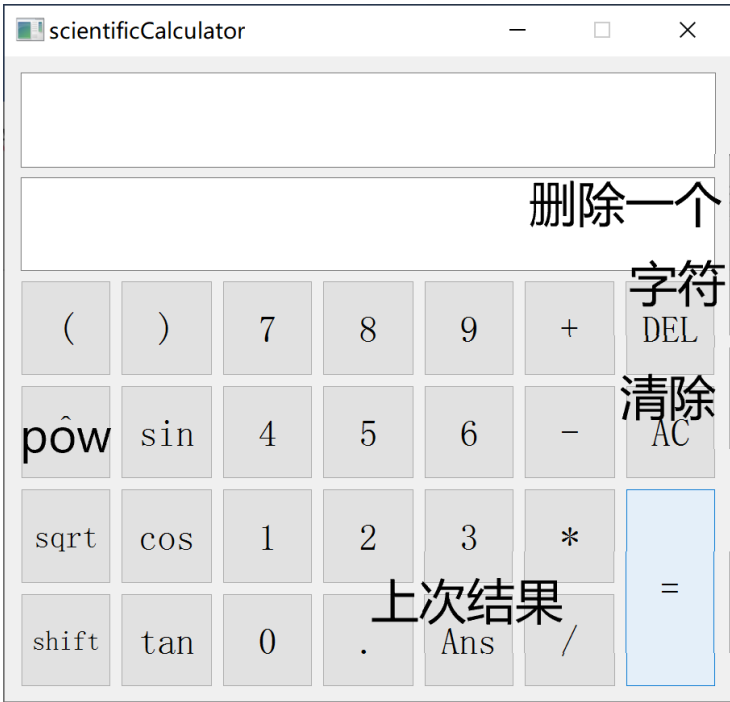 scientificCalculator
删除一个
字符
( ) 7 8 9 + DEL
清除
pow ^ sin 4 5 6 - AC
sqrt cos 1 2 3 * =
上次结果
shift tan 0 . Ans /